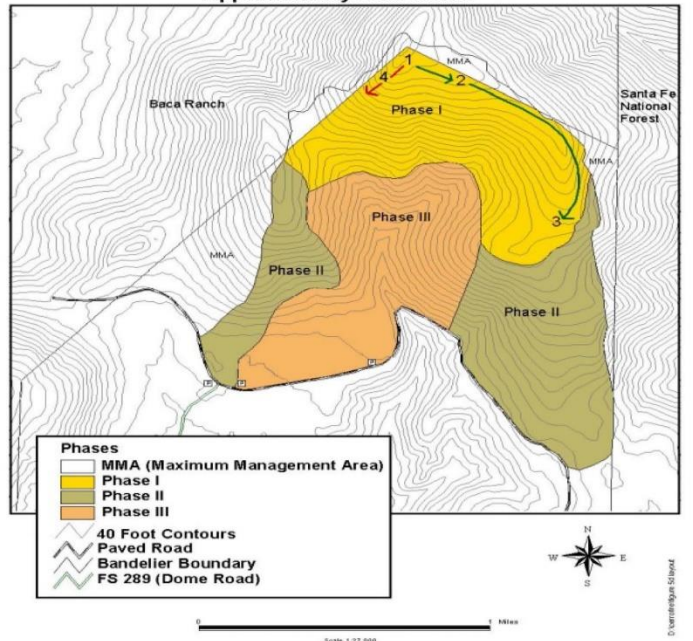 1
MMA
2
4
Baca Ranch
Phase I
Santa Fe
National
Forest
MMA
3
Phase III
MMA
Phase II
Phase II
Phases
MMA (Maximum Management Area)
Phase I
Phase II
Phase III
40 Foot Contours
Paved Road
Bandelier Boundary
FS 289 (Dome Road)
N
W
E
S
0
1 Miles